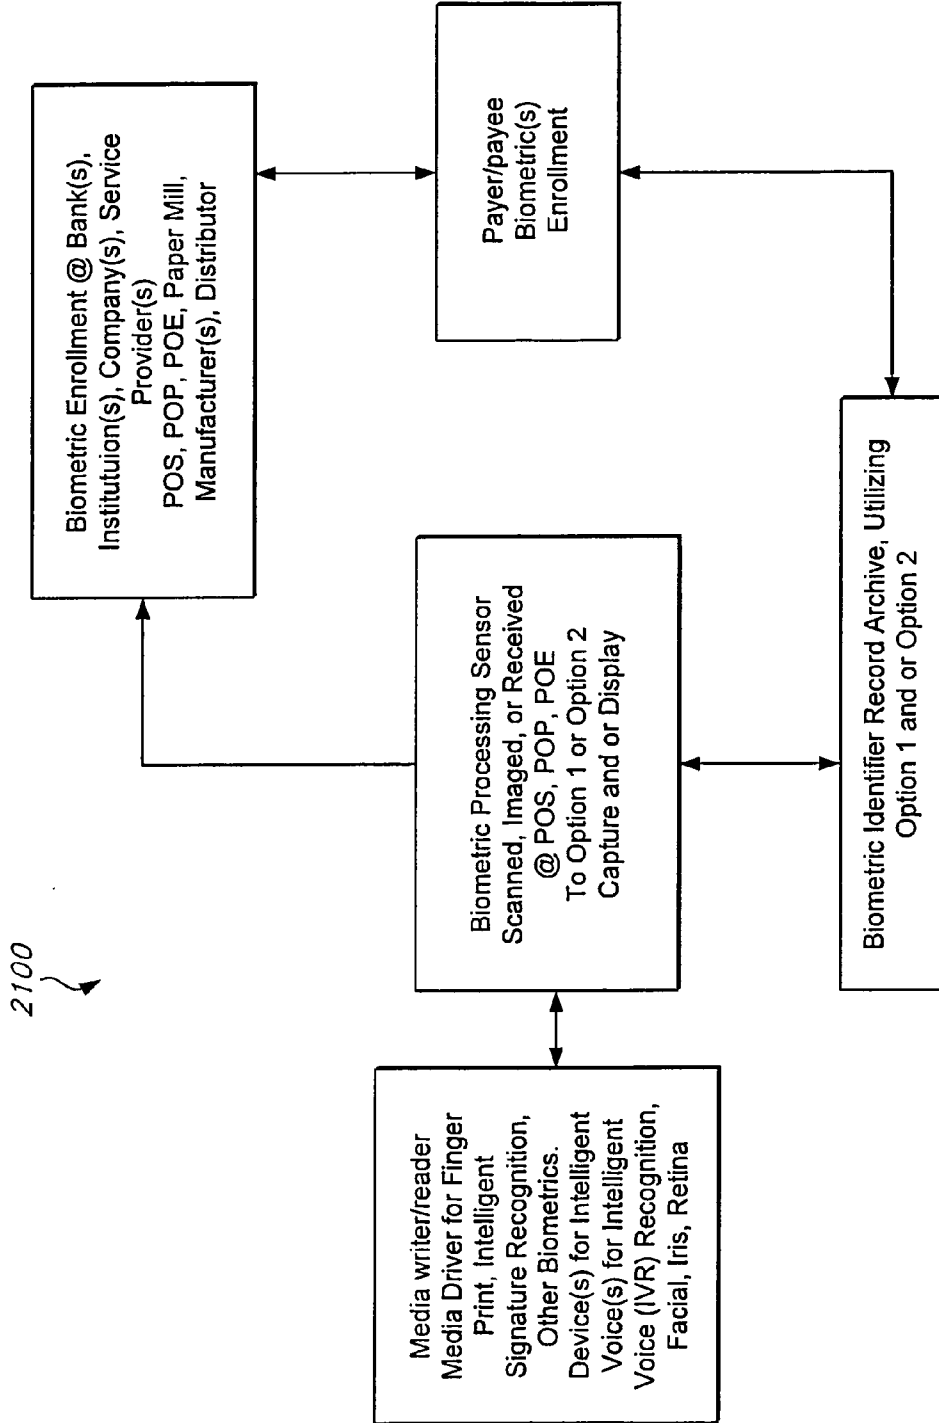 2100
Media writer/reader
Media Driver for Finger
Print, Intelligent
Signature Recognition,
Other Biometrics.
Device(s) for Intelligent
Voice(s) for Intelligent
Voice (IVR) Recognition,
Facial, Iris, Retina
Biometric Processing Sensor
Scanned, Imaged, or Received
@ POS, POP, POE
To Option 1 or Option 2
Capture and or Display
Biometric Enrollment @ Bank(s),
Institutuion(s), Company(s), Service
Provider(s)
POS, POP, POE, Paper Mill,
Manufacturer(s), Distributor
Payer/payee
Biometric(s)
Enrollment
Biometric Identifier Record Archive, Utilizing
Option 1 and or Option 2